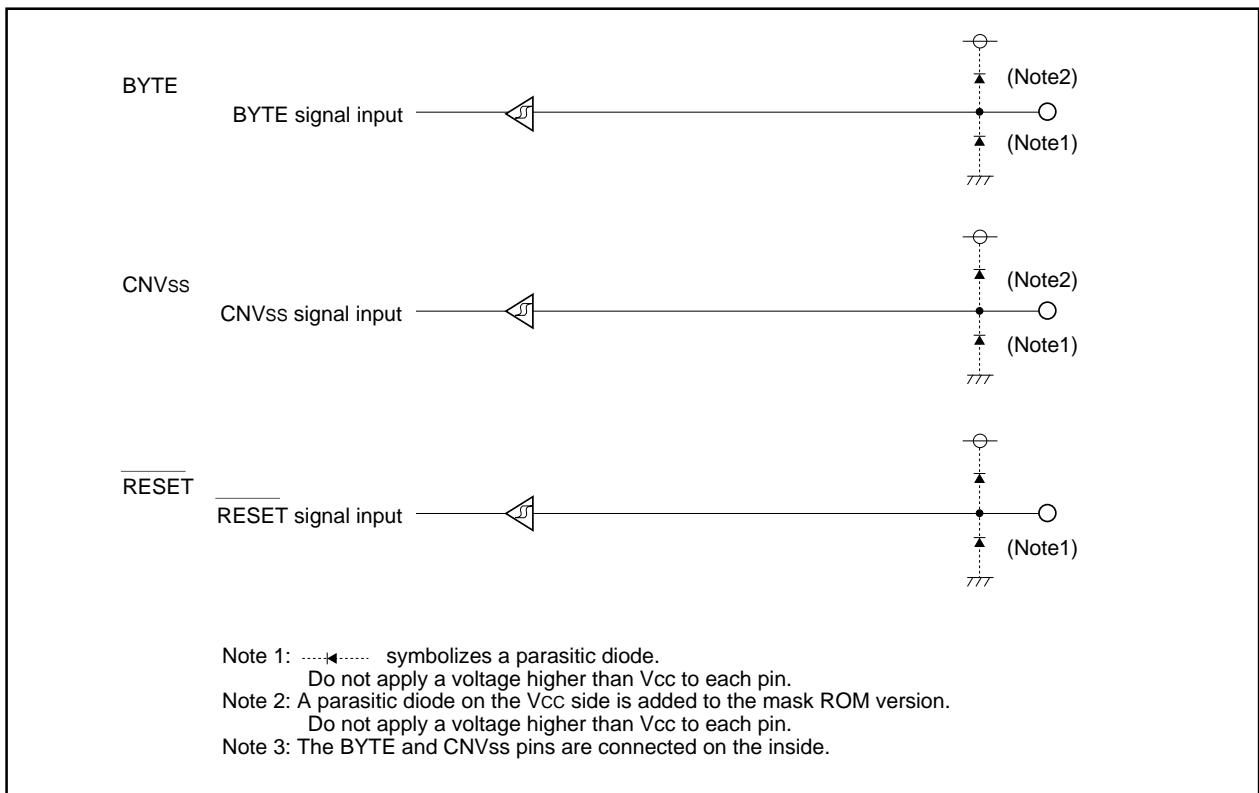 BYTE
BYTE signal input
(Note2)
(Note1)
CNVss
CNVss signal input
(Note2)
(Note1)
RESET
RESET signal input
(Note1)
Note 1: symbolizes a parasitic diode.
Do not apply a voltage higher than Vcc to each pin.
Note 2: A parasitic diode on the VCC side is added to the mask ROM version.
Do not apply a voltage higher than Vcc to each pin.
Note 3: The BYTE and CNVss pins are connected on the inside.